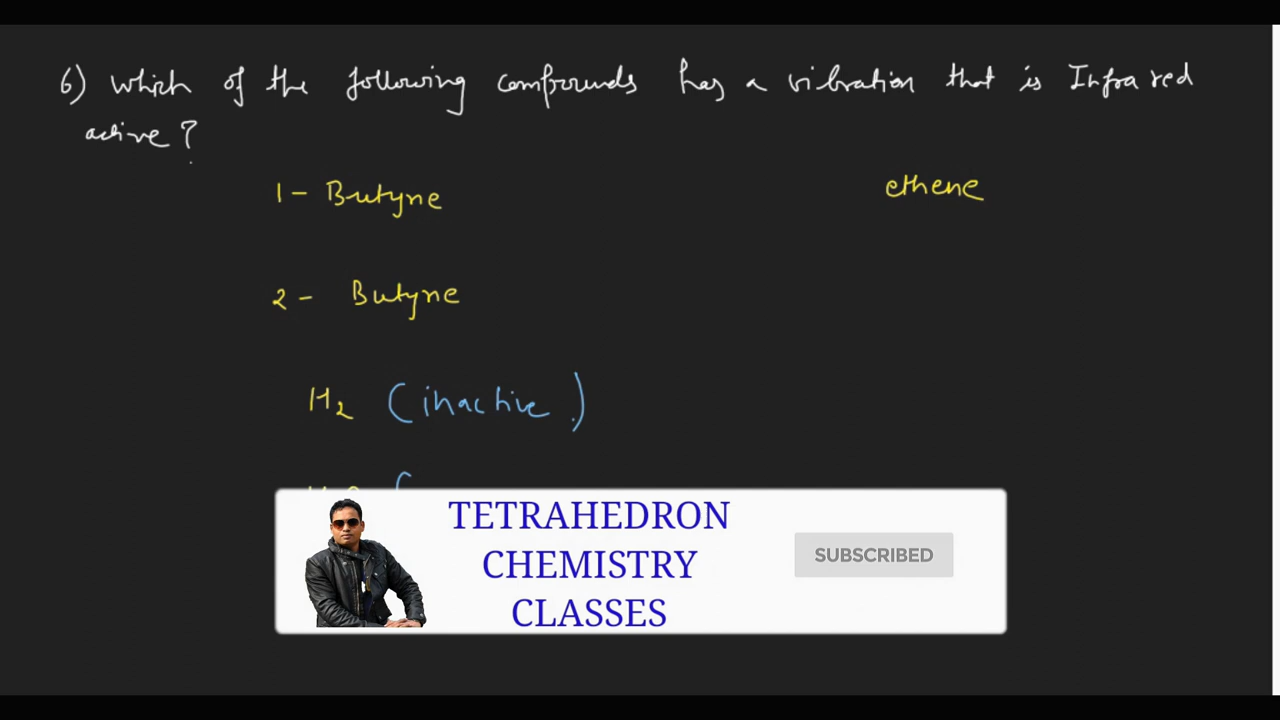 6) Which of the following compounds has a vibration that is Infrared
active?
1- Butyne
ethene
2- Butyne
H2 (inactive)
(
TETRAHEDRON
CHEMISTRY
CLASSES
SUBSCRIBED